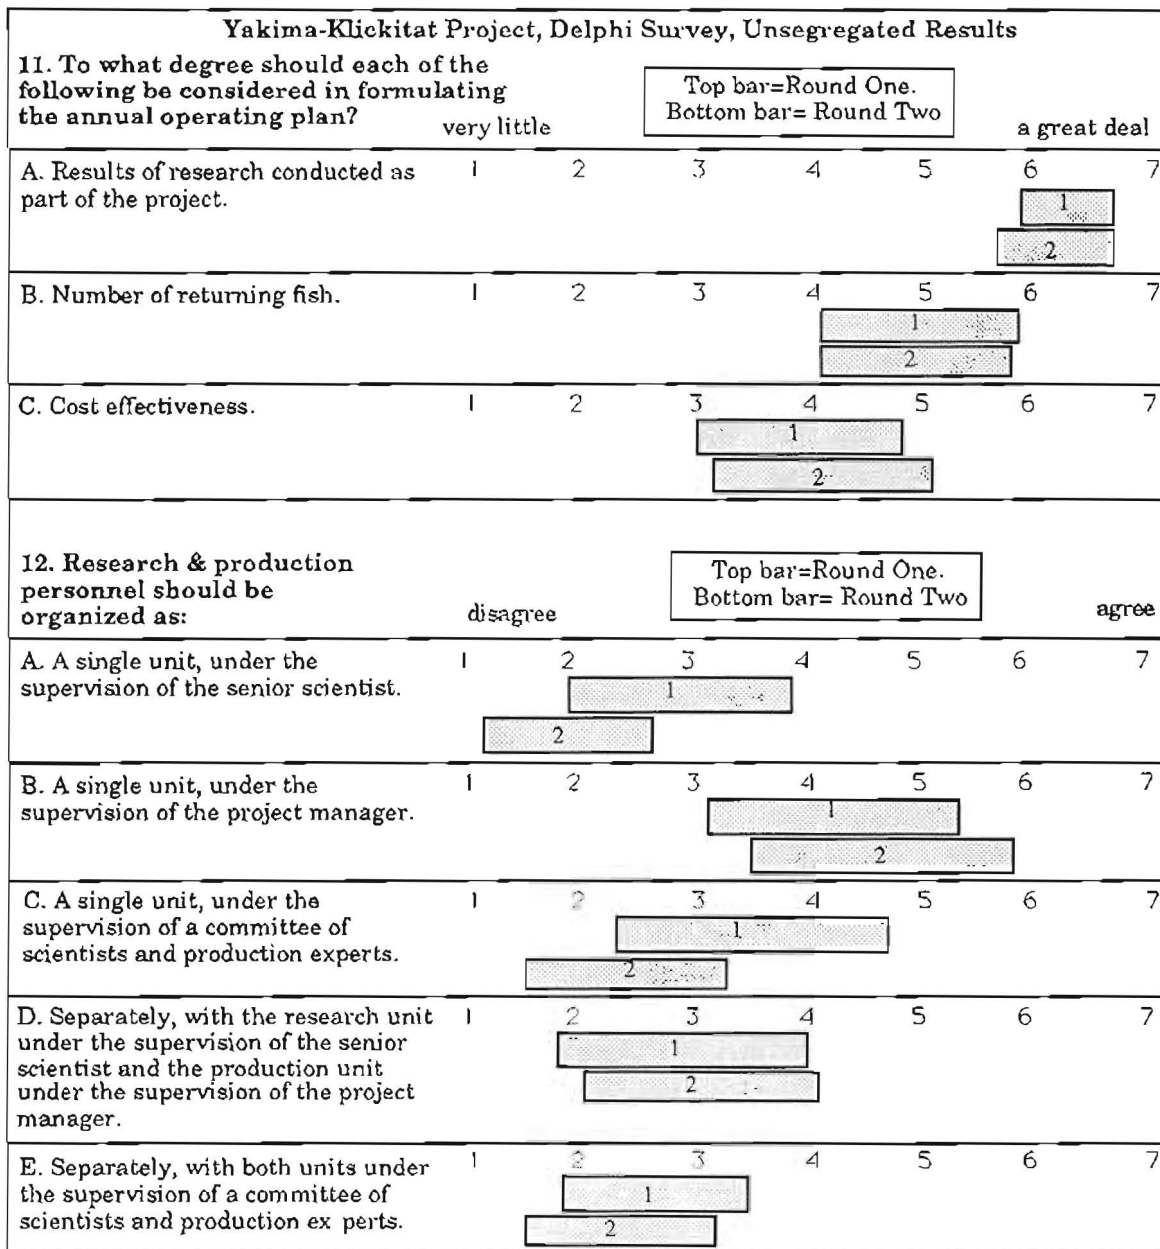 Yakima-Klickitat Project, Delphi Survey, Unsegregated Results
11. To what degree should each of the
following be considered in formulating
the annual operating plan?
Top bar=Round One.
Bottom bar= Round Two
very little
a great deal
A. Results of research conducted as
part of the project.
1 2 3 4 5 6 7
1
2
B. Number of returning fish.
1 2 3 4 5 6 7
1
2
C. Cost effectiveness.
1 2 3 4 5 6 7
1
2
12. Research & production
personnel should be
organized as:
Top bar=Round One.
Bottom bar= Round Two
disagree
agree
A. A single unit, under the
supervision of the senior scientist.
1 2 3 4 5 6 7
1
2
B. A single unit, under the
supervision of the project manager.
1 2 3 4 5 6 7
1
2
C. A single unit, under the
supervision of a committee of
scientists and production experts.
1 2 3 4 5 6 7
1
2
D. Separately, with the research unit
under the supervision of the senior
scientist and the production unit
under the supervision of the project
manager.
1 2 3 4 5 6 7
1
2
E. Separately, with both units under
the supervision of a committee of
scientists and production ex perts.
1 2 3 4 5 6 7
1
2